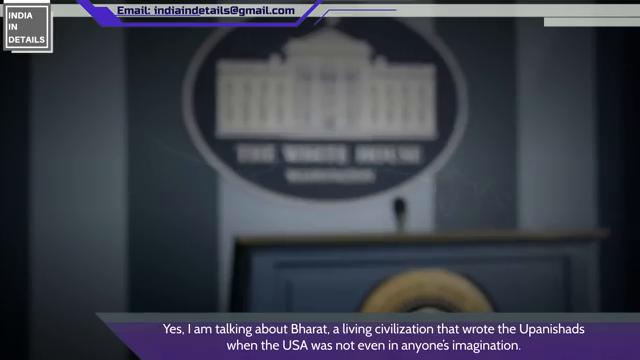 Email: indiaindetails@gmail.com
INDIA
IN
DETAILS
THE WHITE HOUSE
WASHINGTON
Yes, I am talking about Bharat, a living civilization that wrote the Upanishads
when the USA was not even in anyone's imagination.